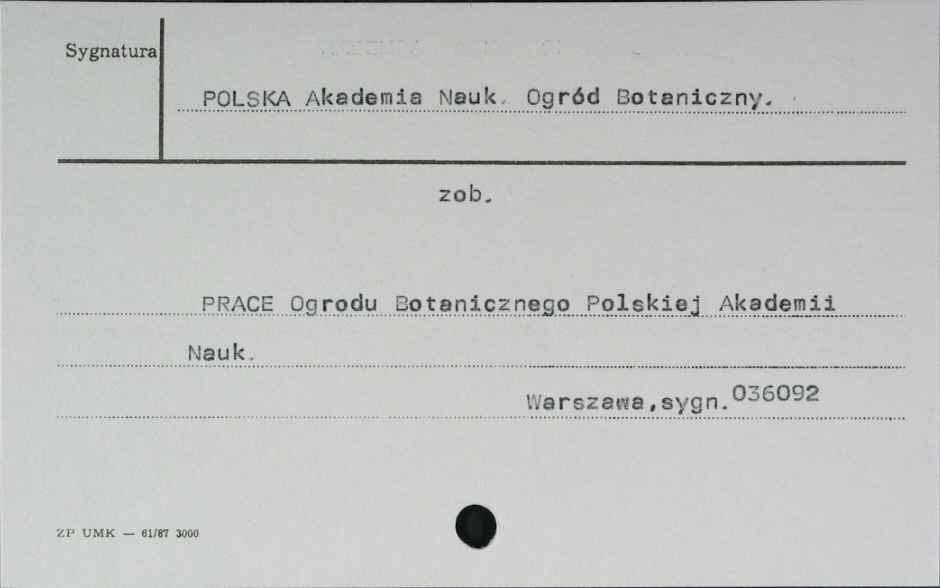 Sygnatura
POLSKA Akademia Nauk. Ogród Botaniczny.
zob.
PRACE Ogrodu Botanicznego Polskiej Akademii
Nauk.
Warszawa,sygn.036092
ZP UMK — 61/87 3000